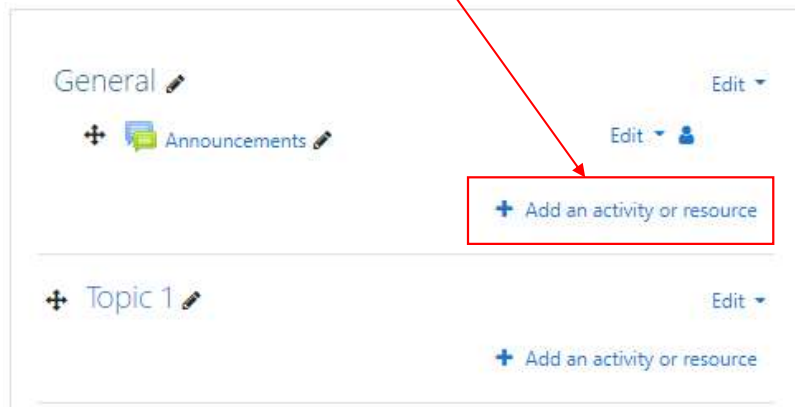 General Edit
Announcements Edit
+ Add an activity or resource
Topic 1 Edit
+ Add an activity or resource